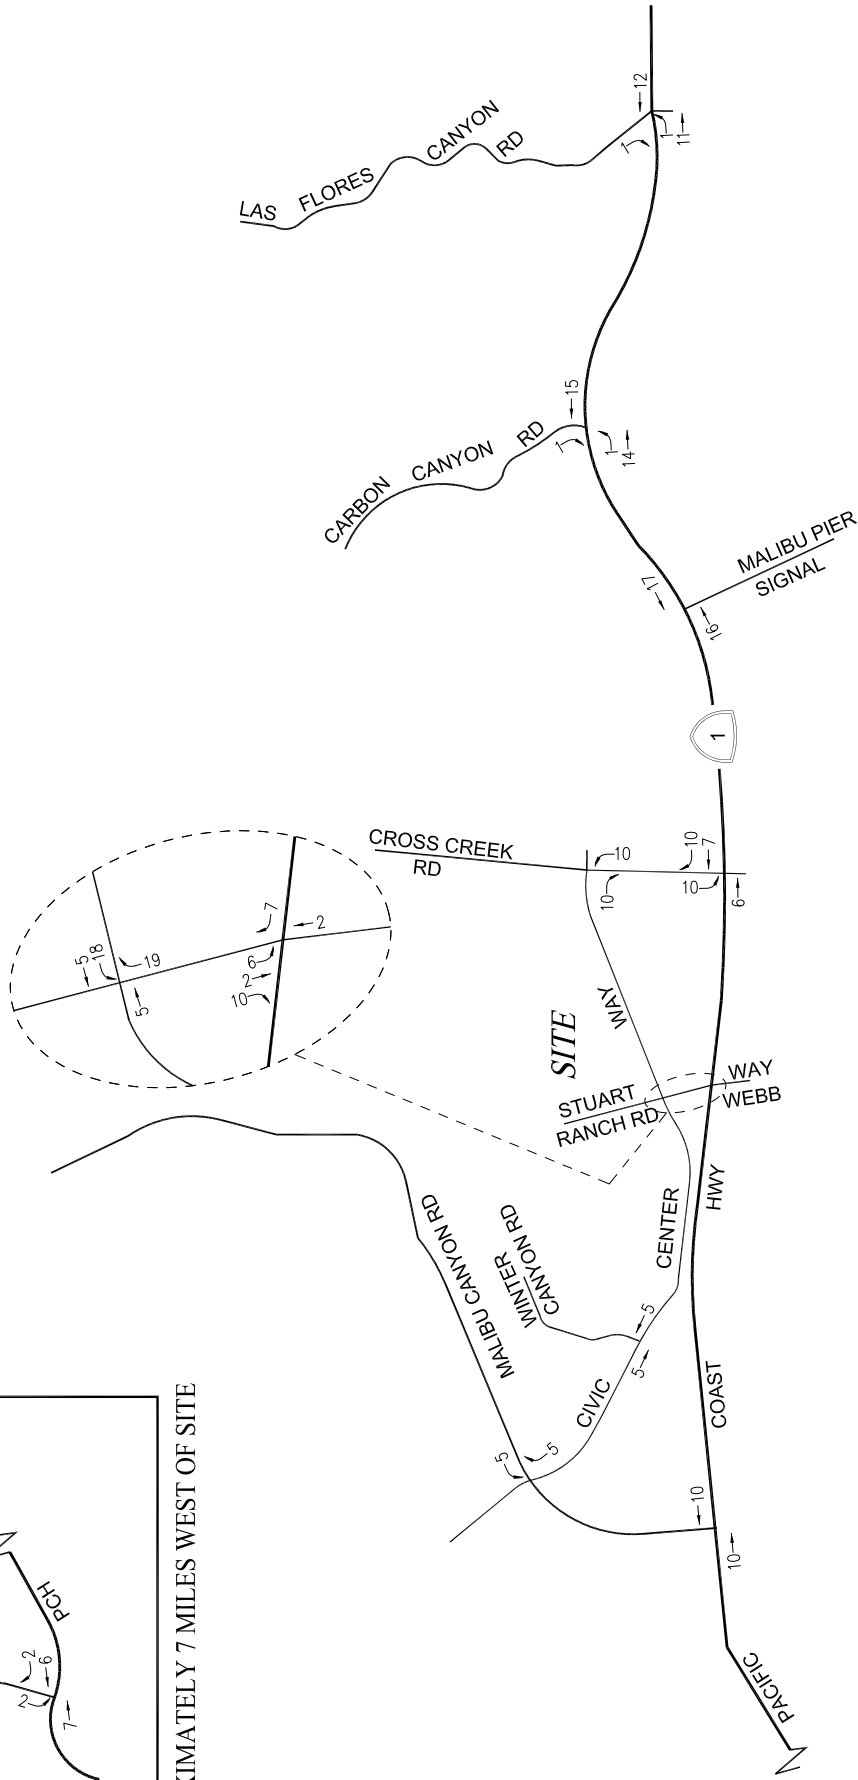 12
1
1
11
LAS FLORES CANYON RD
15
1
1
14
CARBON CANYON RD
17
16
MALIBU PIER
SIGNAL
1
CROSS CREEK
RD
10
10
10
7
10
6
5
18
19
5
7
2
6
2
10
SITE
WAY
STUART
RANCH RD
WAY
WEBB
HWY
CENTER
MALIBU CANYON RD
WINTER
CANYON RD
5
5
CIVIC
COAST
5
5
10
10
PACIFIC
PCH
2
6
2
7
XIMATELY 7 MILES WEST OF SITE